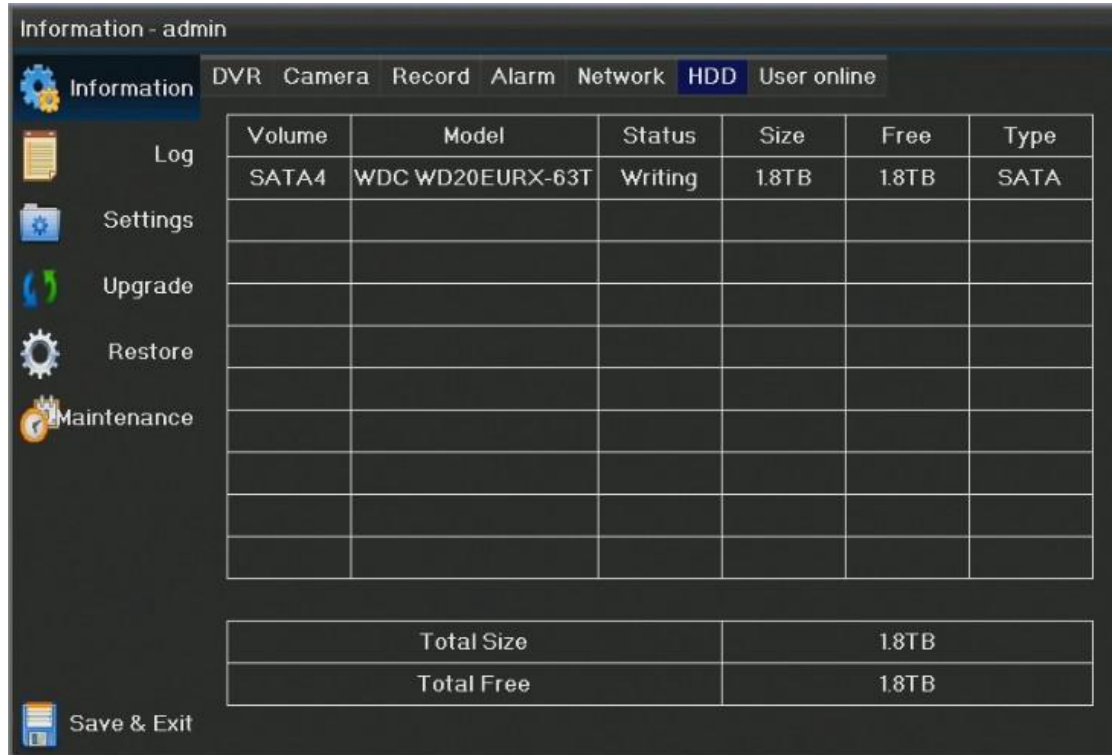 Information - admin
Information
DVR Camera Record Alarm Network HDD User online
Log
Settings
Upgrade
Restore
Maintenance
Save & Exit
Volume Model Status Size Free Type
SATA4 WDC WD20EURX-63T Writing 1.8TB 1.8TB SATA
Total Size 1.8TB
Total Free 1.8TB